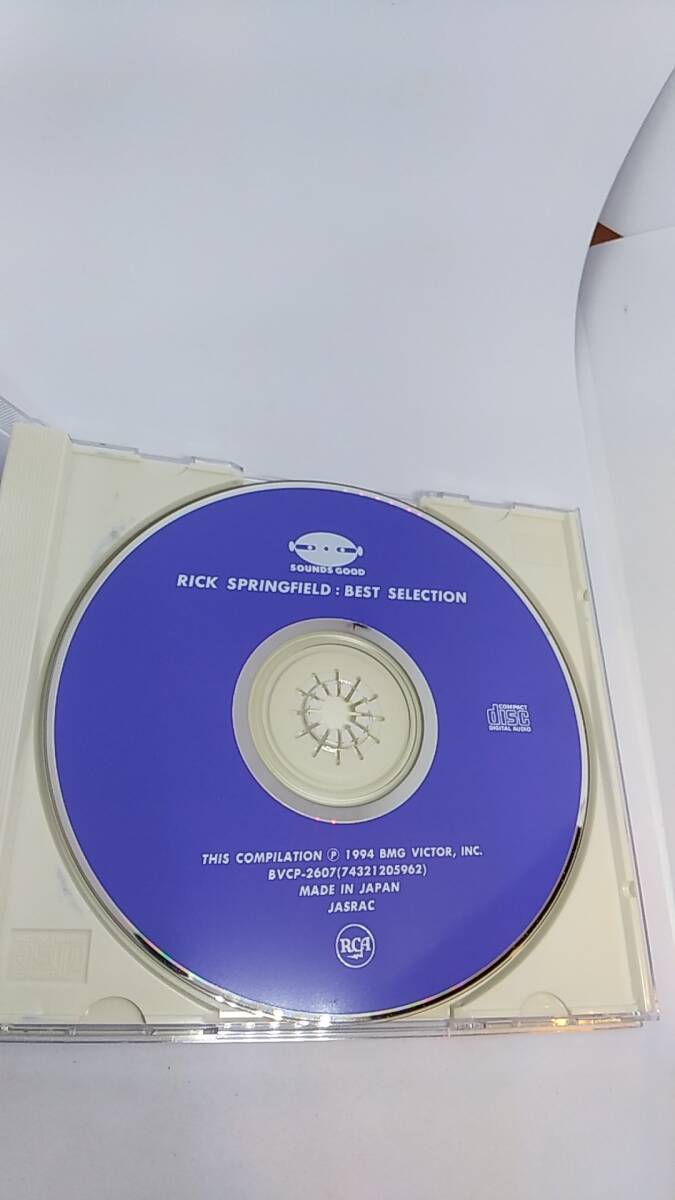 SOUNDS GOOD
RICK SPRINGFIELD : BEST SELECTION
COMPACT
disc
DIGITAL AUDIO
THIS COMPILATION ℗ 1994 BMG VICTOR, INC.
BVCP-2607(74321205962)
MADE IN JAPAN
JASRAC
RCA